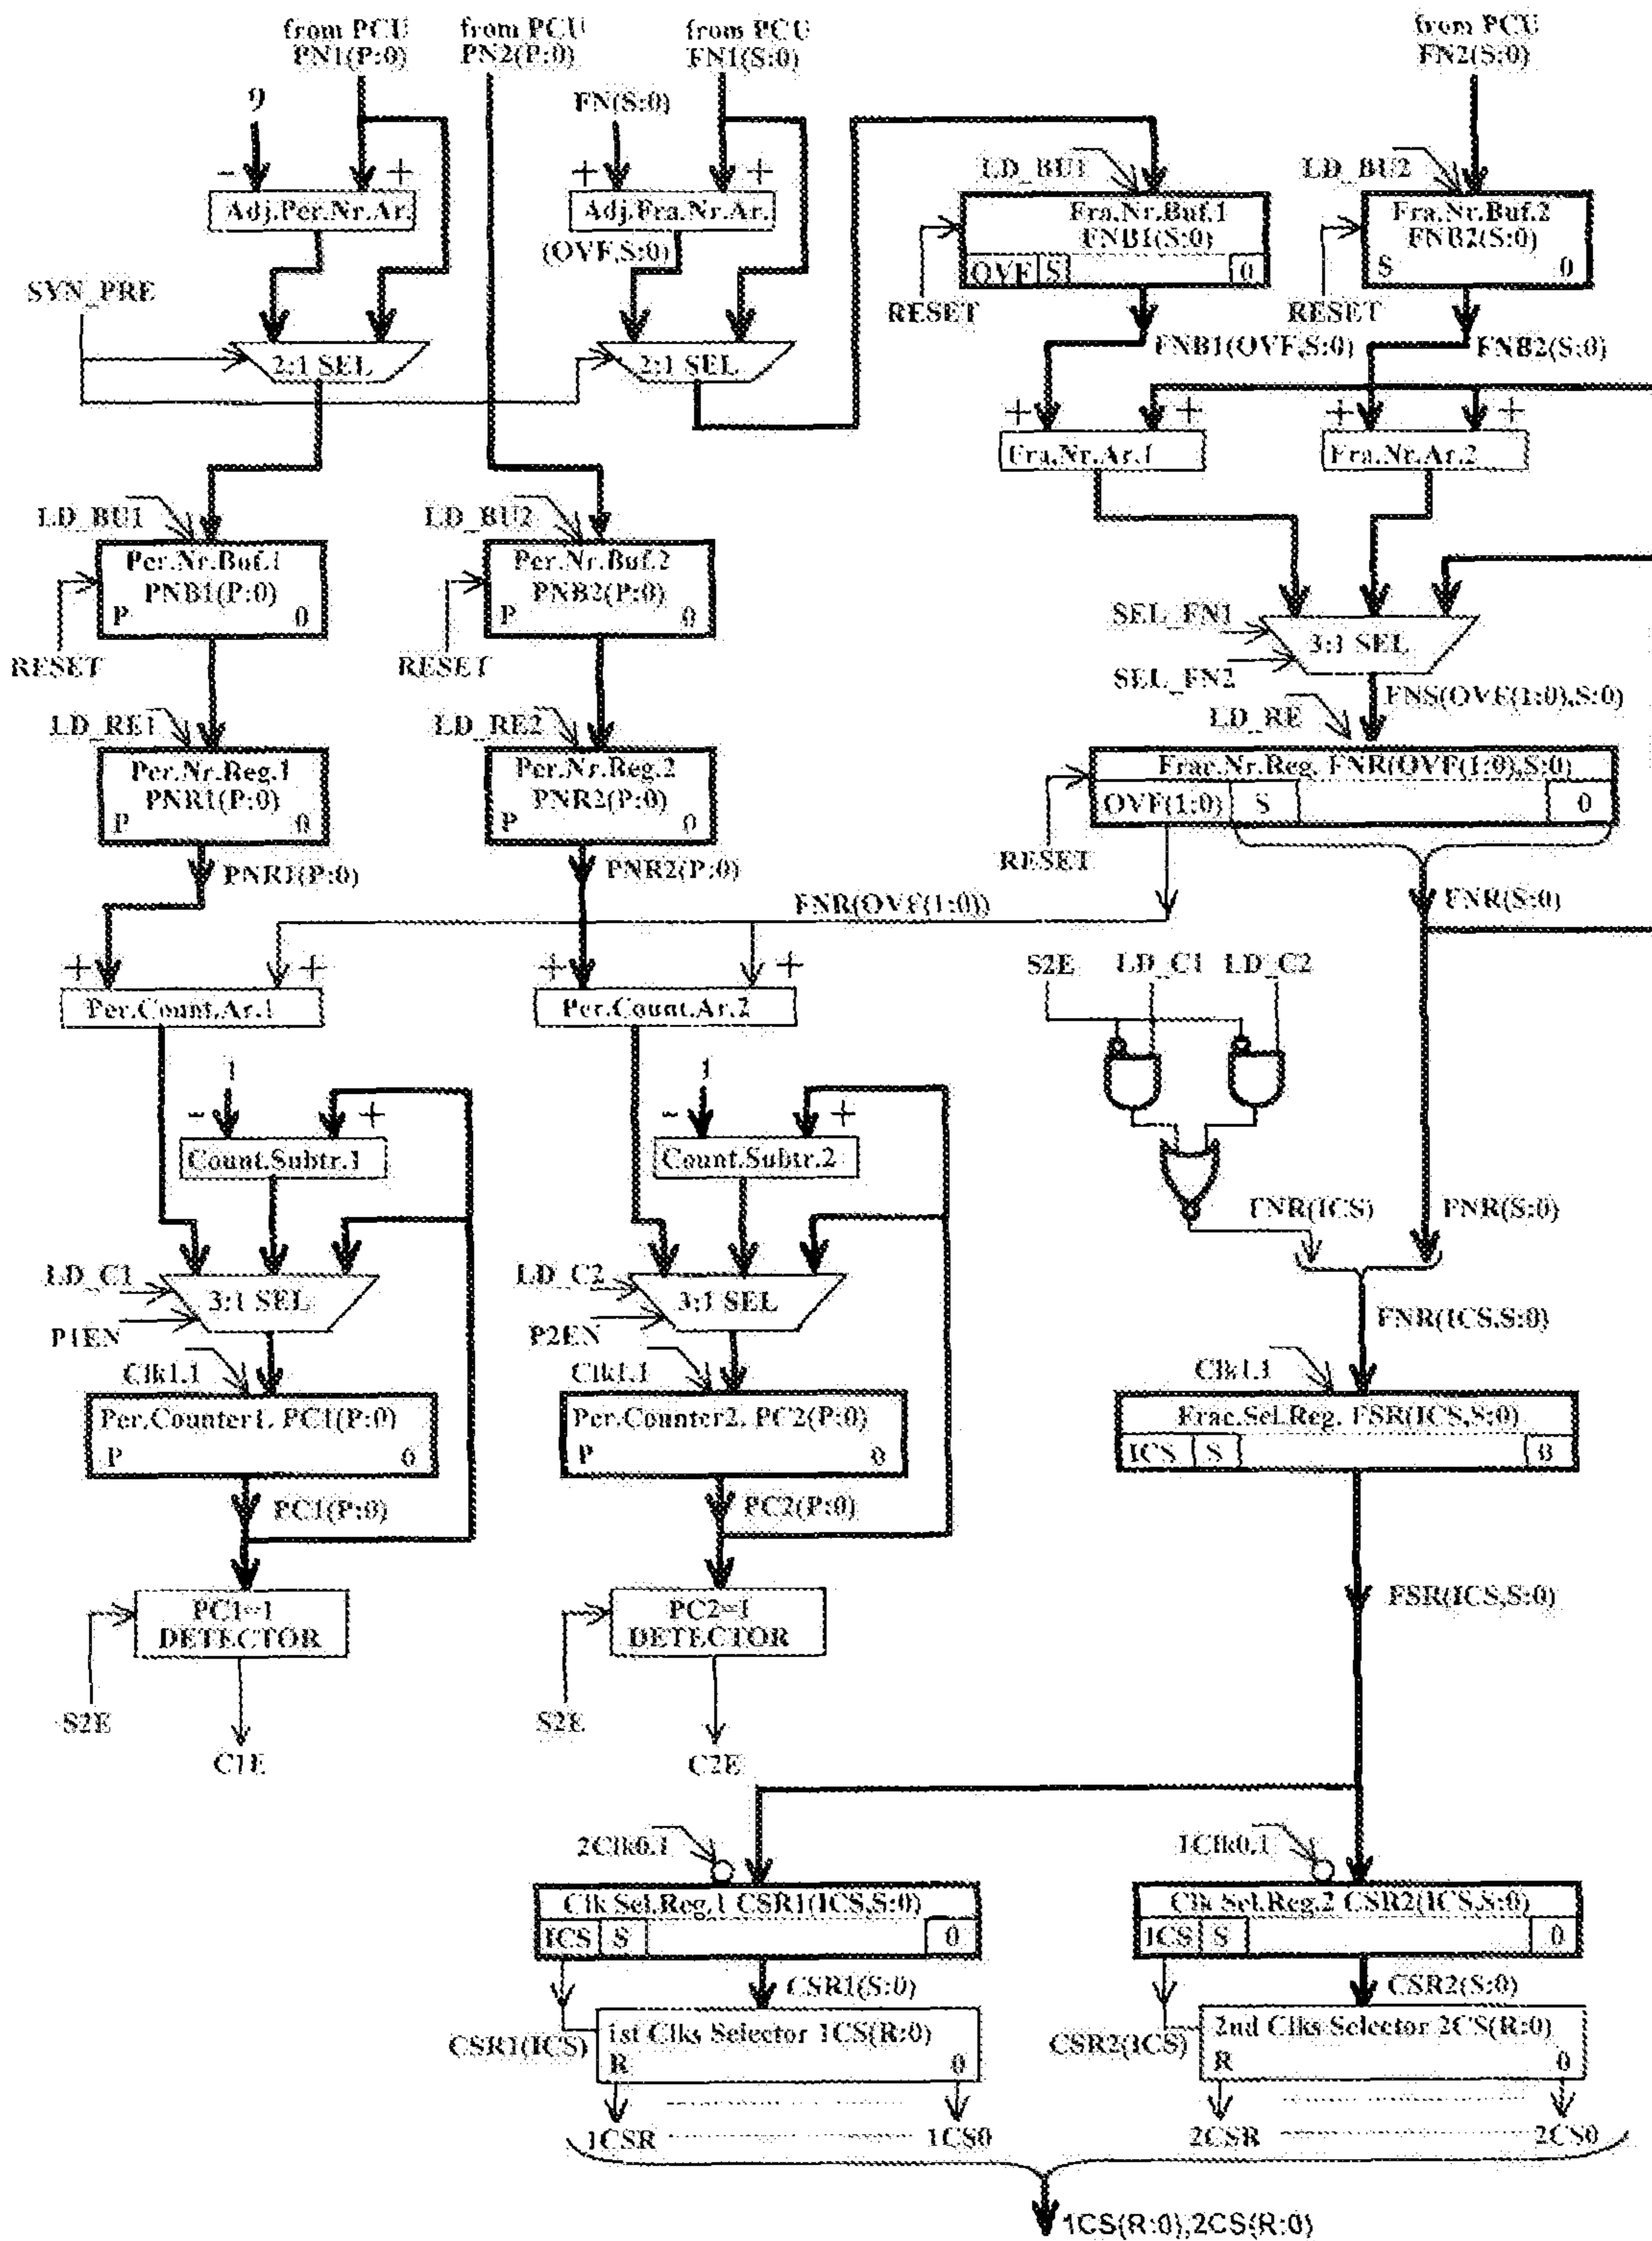 from PCU
PN1(P:0)
from PCU
PN2(P:0)
from PCU
FN1(S:0)
from PCU
FN2(S:0)
9
FN(S:0)
- +
+ +
LD_BU1
LD_BU2
Adj.Per.Nr.Ar.
Adj.Fra.Nr.Ar.
(OVF,S:0)
Fra.Nr.Buf.1
FNB1(S:0)
OVF S 0
Fra.Nr.Buf.2
FNB2(S:0)
S 0
SYN_PRE
RESET
RESET
2:1 SEL
2:1 SEL
FNB1(OVF,S:0)
FNB2(S:0)
+ +
+ +
Fra.Nr.Ar.1
Fra.Nr.Ar.2
LD_BU1
LD_BU2
Per.Nr.Buf.1
PNB1(P:0)
P 0
Per.Nr.Buf.2
PNB2(P:0)
P 0
RESET
RESET
SEL_FN1
SEL_FN2
3:1 SEL
FNS(OVF(1:0),S:0)
LD_RE1
LD_RE2
LD_RE
Per.Nr.Reg.1
PNR1(P:0)
P 0
Per.Nr.Reg.2
PNR2(P:0)
P 0
Frac.Nr.Reg. FNR(OVF(1:0),S:0)
OVF(1:0) S 0
RESET
PNR1(P:0)
PNR2(P:0)
FNR(OVF(1:0))
FNR(S:0)
+ +
+ +
S2E LD_C1 LD_C2
Per.Count.Ar.1
Per.Count.Ar.2
1
- +
1
- +
Count.Subtr.1
Count.Subtr.2
FNR(ICS)
FNR(S:0)
LD_C1
P1EN
3:1 SEL
LD_C2
P2EN
3:1 SEL
FNR(ICS,S:0)
Clk1.1
Clk1.1
Clk1.1
Per.Counter1. PC1(P:0)
P 0
Per.Counter2. PC2(P:0)
P 0
Frac.Sel.Reg. FSR(ICS,S:0)
ICS S 0
PC1(P:0)
PC2(P:0)
FSR(ICS,S:0)
PC1=1
DETECTOR
PC2=1
DETECTOR
S2E
C1E
S2E
C2E
2Clk0.1
1Clk0.1
Clk Sel.Reg.1 CSR1(ICS,S:0)
ICS S 0
Clk Sel.Reg.2 CSR2(ICS,S:0)
ICS S 0
CSR1(S:0)
CSR2(S:0)
CSR1(ICS)
1st Clks Selector 1CS(R:0)
R 0
CSR2(ICS)
2nd Clks Selector 2CS(R:0)
R 0
1CSR 1CS0
2CSR 2CS0
1CS(R:0),2CS(R:0)